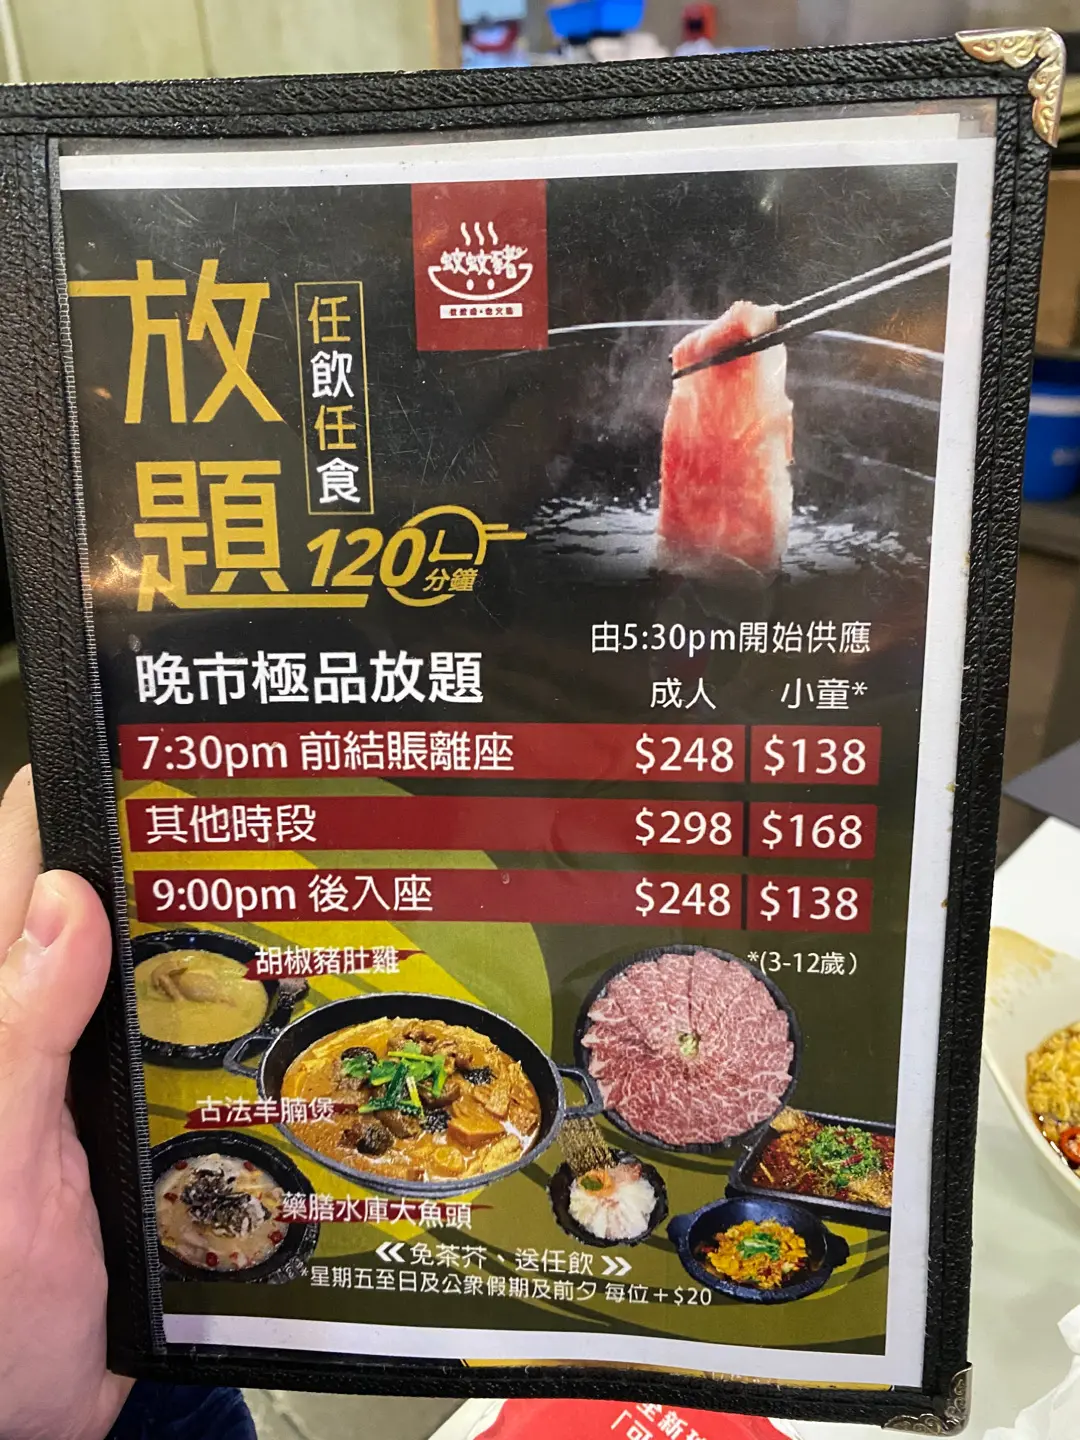 蚊蚊豬
放題
任飲任食
120分鐘
由5:30pm開始供應
晚市極品放題
成人 小童*
7:30pm 前結賬離座 $248 $138
其他時段 $298 $168
9:00pm 後入座 $248 $138
*(3-12歲)
胡椒豬肚雞
古法羊腩煲
藥膳水庫大魚頭
《 免茶芥、送任飲 》
*星期五至日及公眾假期及前夕 每位＋$20